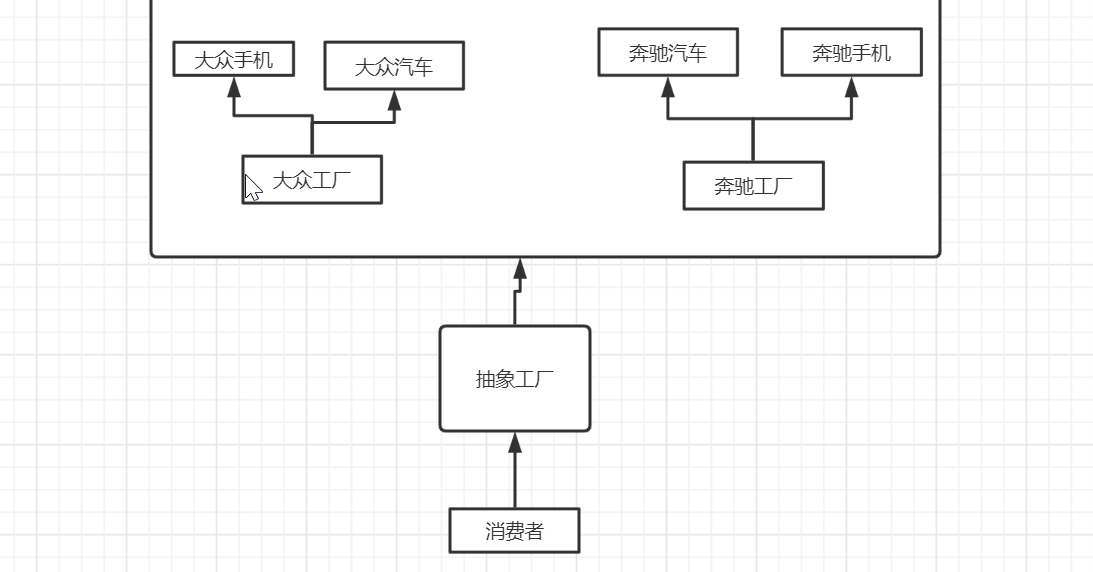 大众手机
大众汽车
奔驰汽车
奔驰手机
大众工厂
奔驰工厂
抽象工厂
消费者